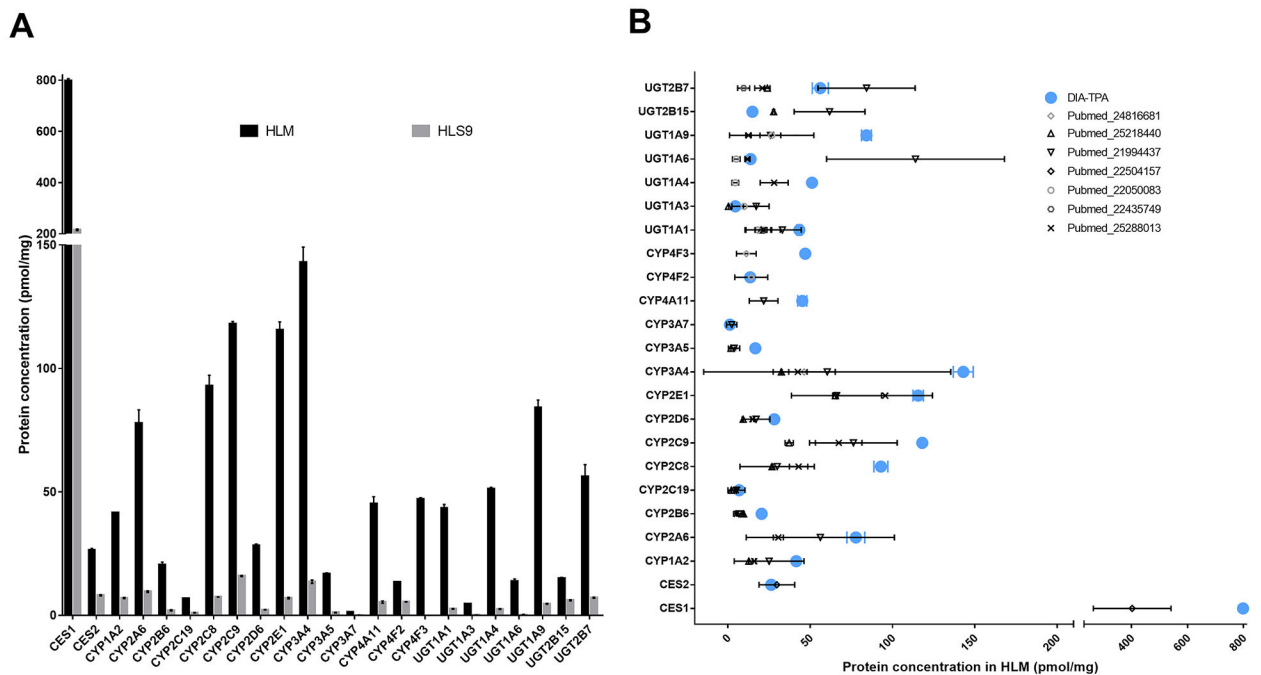 A
B
800
600
400
200
150
100
50
0
Protein concentration (pmol/mg)
HLM
HLS9
CES1
CES2
CYP1A2
CYP2A6
CYP2B6
CYP2C19
CYP2C8
CYP2C9
CYP2D6
CYP2E1
CYP3A4
CYP3A5
CYP3A7
CYP4A11
CYP4F2
CYP4F3
UGT1A1
UGT1A3
UGT1A4
UGT1A6
UGT1A9
UGT2B15
UGT2B7
UGT2B7
UGT2B15
UGT1A9
UGT1A6
UGT1A4
UGT1A3
UGT1A1
CYP4F3
CYP4F2
CYP4A11
CYP3A7
CYP3A5
CYP3A4
CYP2E1
CYP2D6
CYP2C9
CYP2C8
CYP2C19
CYP2B6
CYP2A6
CYP1A2
CES2
CES1
DIA-TPA
Pubmed_24816681
Pubmed_25218440
Pubmed_21994437
Pubmed_22504157
Pubmed_22050083
Pubmed_22435749
Pubmed_25288013
0 50 100 150 200 400 600 800
Protein concentration in HLM (pmol/mg)